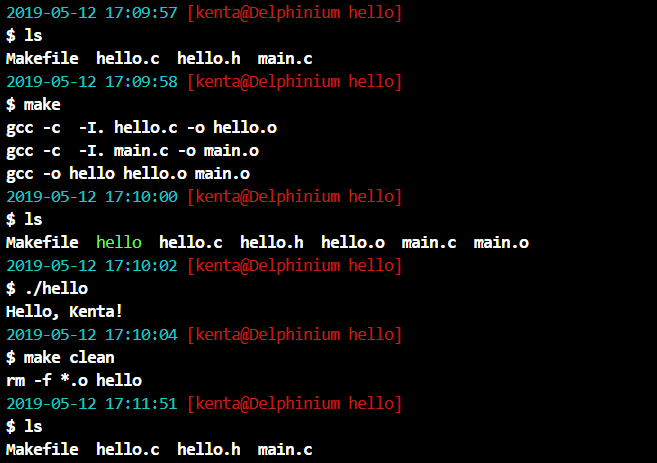 2019-05-12 17:09:57 [kenta@Delphinium hello]
$ ls
Makefile  hello.c  hello.h  main.c
2019-05-12 17:09:58 [kenta@Delphinium hello]
$ make
gcc -c  -I. hello.c -o hello.o
gcc -c  -I. main.c -o main.o
gcc -o hello hello.o main.o
2019-05-12 17:10:00 [kenta@Delphinium hello]
$ ls
Makefile  hello  hello.c  hello.h  hello.o  main.c  main.o
2019-05-12 17:10:02 [kenta@Delphinium hello]
$ ./hello
Hello, Kenta!
2019-05-12 17:10:04 [kenta@Delphinium hello]
$ make clean
rm -f *.o hello
2019-05-12 17:11:51 [kenta@Delphinium hello]
$ ls
Makefile  hello.c  hello.h  main.c